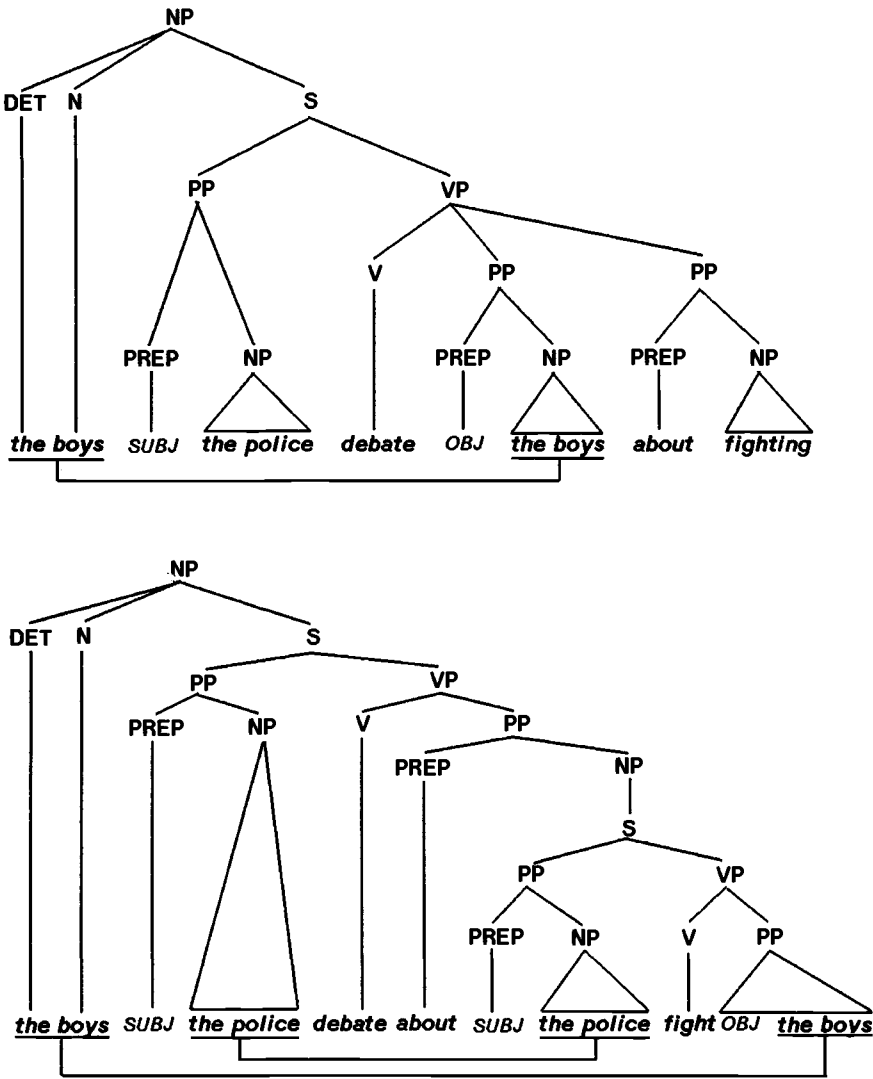 NP
DET N S
PP VP
V PP PP
PREP NP PREP NP PREP NP
the boys SUBJ the police debate OBJ the boys about fighting
NP
DET N S
PP VP
PREP NP V PP
PREP NP
S
PP VP
PREP NP V PP
the boys SUBJ the police debate about SUBJ the police fight OBJ the boys